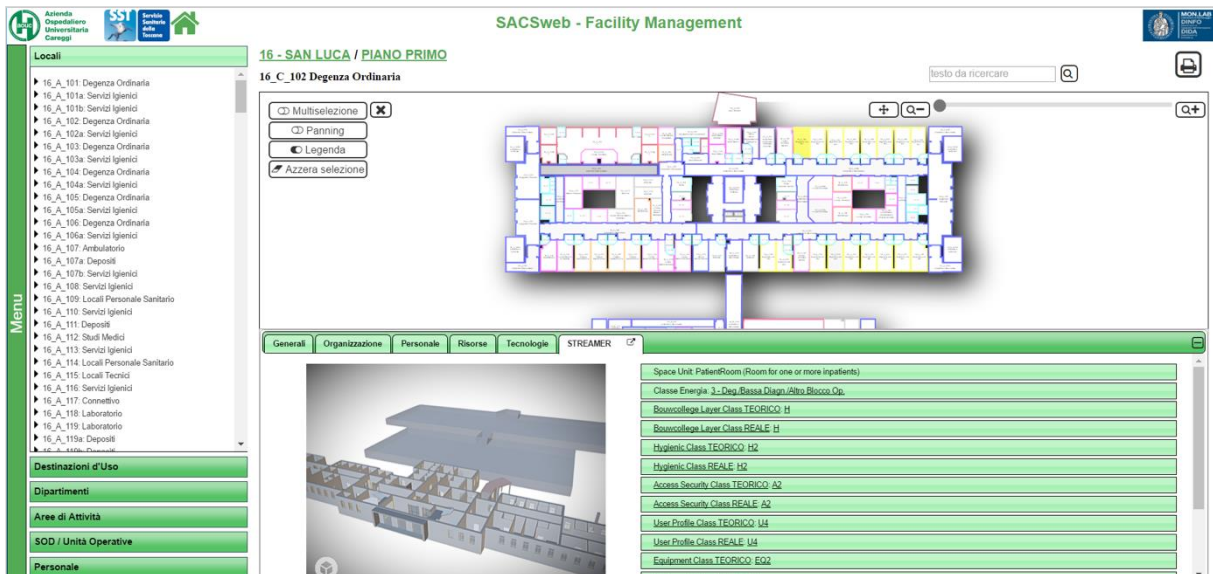 Azienda
Ospedaliero
Universitaria
Careggi
SST
Servizio
Sanitario
della
Toscana
SACSweb - Facility Management
MON.LAB
DINFO
DIDA
Menu
Locali
16_A_101: Degenza Ordinaria
16_A_101a: Servizi Igienici
16_A_101b: Servizi Igienici
16_A_102: Degenza Ordinaria
16_A_102a: Servizi Igienici
16_A_103: Degenza Ordinaria
16_A_103a: Servizi Igienici
16_A_104: Degenza Ordinaria
16_A_104a: Servizi Igienici
16_A_105: Degenza Ordinaria
16_A_105a: Servizi Igienici
16_A_106: Degenza Ordinaria
16_A_106a: Servizi Igienici
16_A_107: Ambulatorio
16_A_107a: Depositi
16_A_107b: Servizi Igienici
16_A_108: Servizi Igienici
16_A_109: Locali Personale Sanitario
16_A_110: Servizi Igienici
16_A_111: Depositi
16_A_112: Studi Medici
16_A_113: Servizi Igienici
16_A_114: Locali Personale Sanitario
16_A_115: Locali Tecnici
16_A_116: Servizi Igienici
16_A_117: Connettivo
16_A_118: Laboratorio
16_A_119: Laboratorio
16_A_119a: Depositi
16_A_119b: Depositi
Destinazioni d'Uso
Dipartimenti
Aree di Attività
SOD / Unità Operative
Personale
16 - SAN LUCA / PIANO PRIMO
16_C_102 Degenza Ordinaria
testo da ricercare
Multiselezione
Panning
Legenda
Azzera selezione
Generali
Organizzazione
Personale
Risorse
Tecnologie
STREAMER
Space Unit: PatientRoom (Room for one or more inpatients)
Classe Energia: 3 - Deg./Bassa Diagn./Altro Blocco Op.
Bouwcollege Layer Class TEORICO: H
Bouwcollege Layer Class REALE: H
Hygienic Class TEORICO: H2
Hygienic Class REALE: H2
Access Security Class TEORICO: A2
Access Security Class REALE: A2
User Profile Class TEORICO: U4
User Profile Class REALE: U4
Equipment Class TEORICO: EQ2